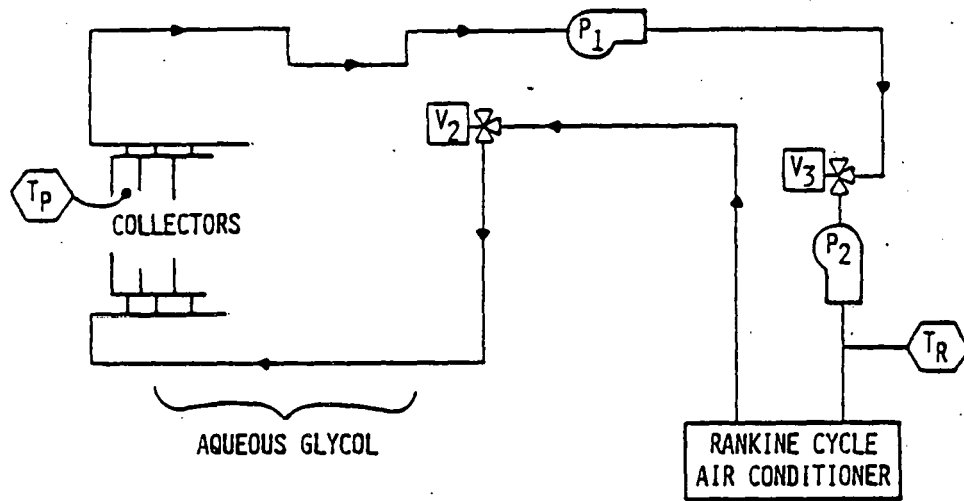 P1
V2
V3
TP
COLLECTORS
P2
TR
AQUEOUS GLYCOL
RANKINE CYCLE
AIR CONDITIONER